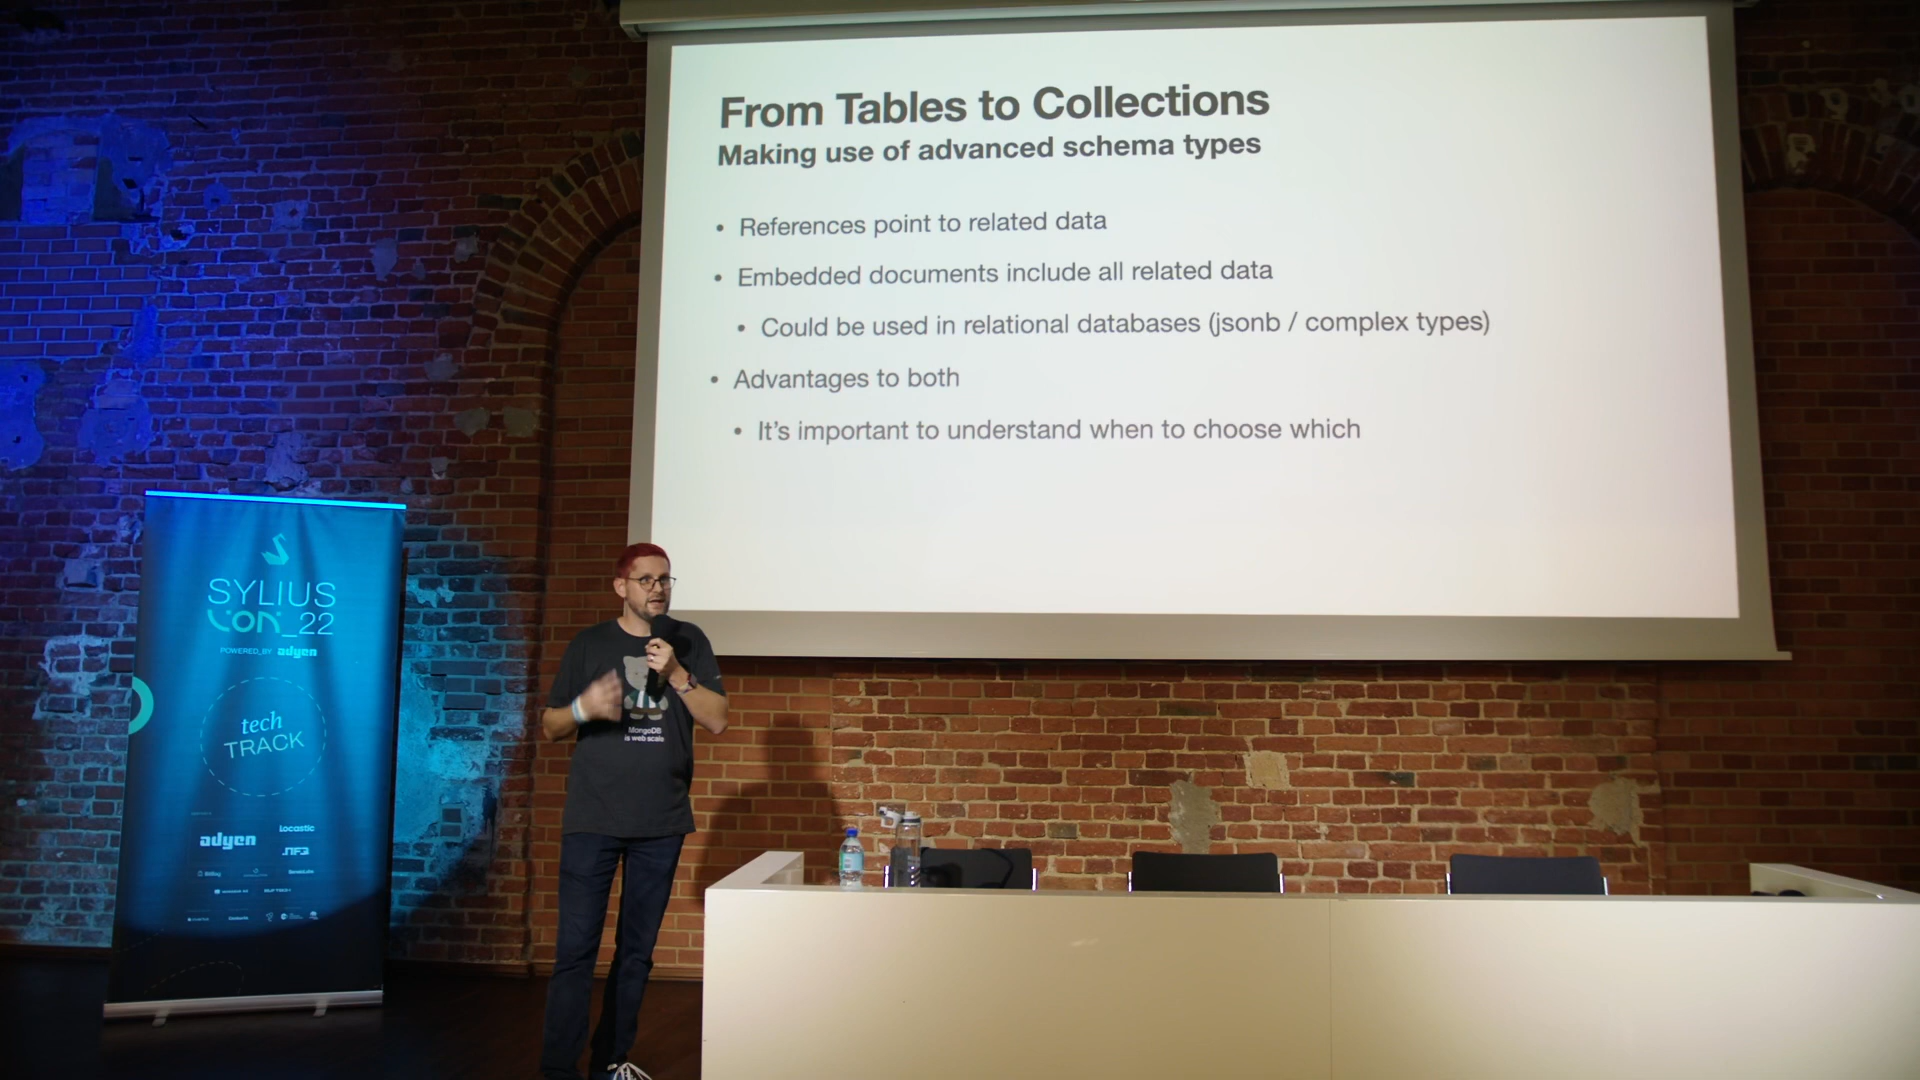 From Tables to Collections
Making use of advanced schema types
• References point to related data
• Embedded documents include all related data
• Could be used in relational databases (jsonb / complex types)
• Advantages to both
• It's important to understand when to choose which
SYLIUS
CON_22
POWERED_BY adyen
tech
TRACK
adyen
Locastic
MongoDB
is web scale